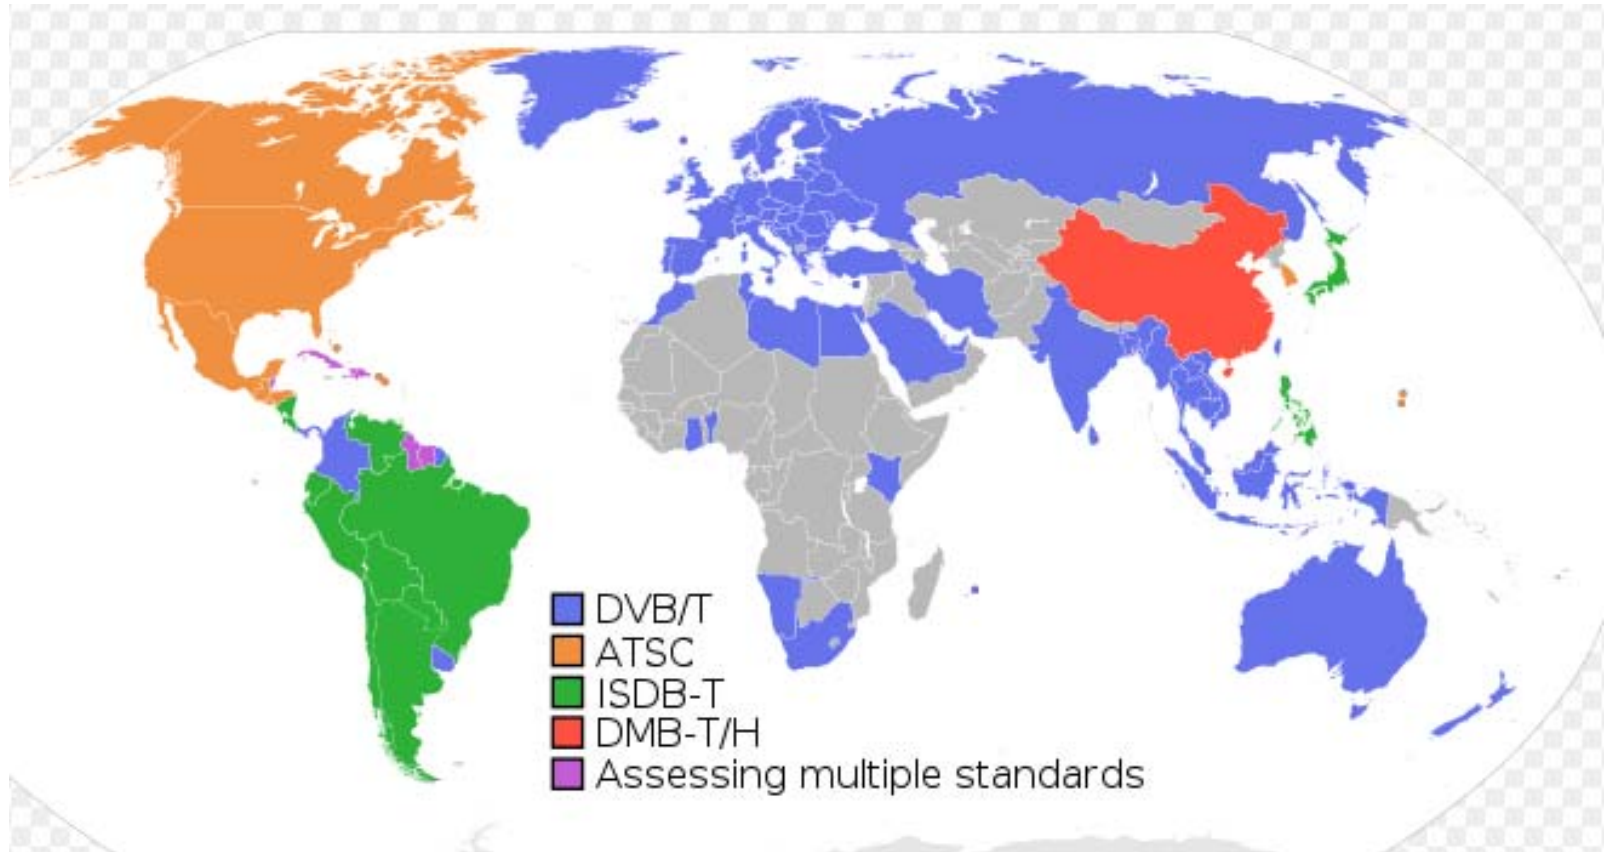 DVB/T
ATSC
ISDB-T
DMB-T/H
Assessing multiple standards